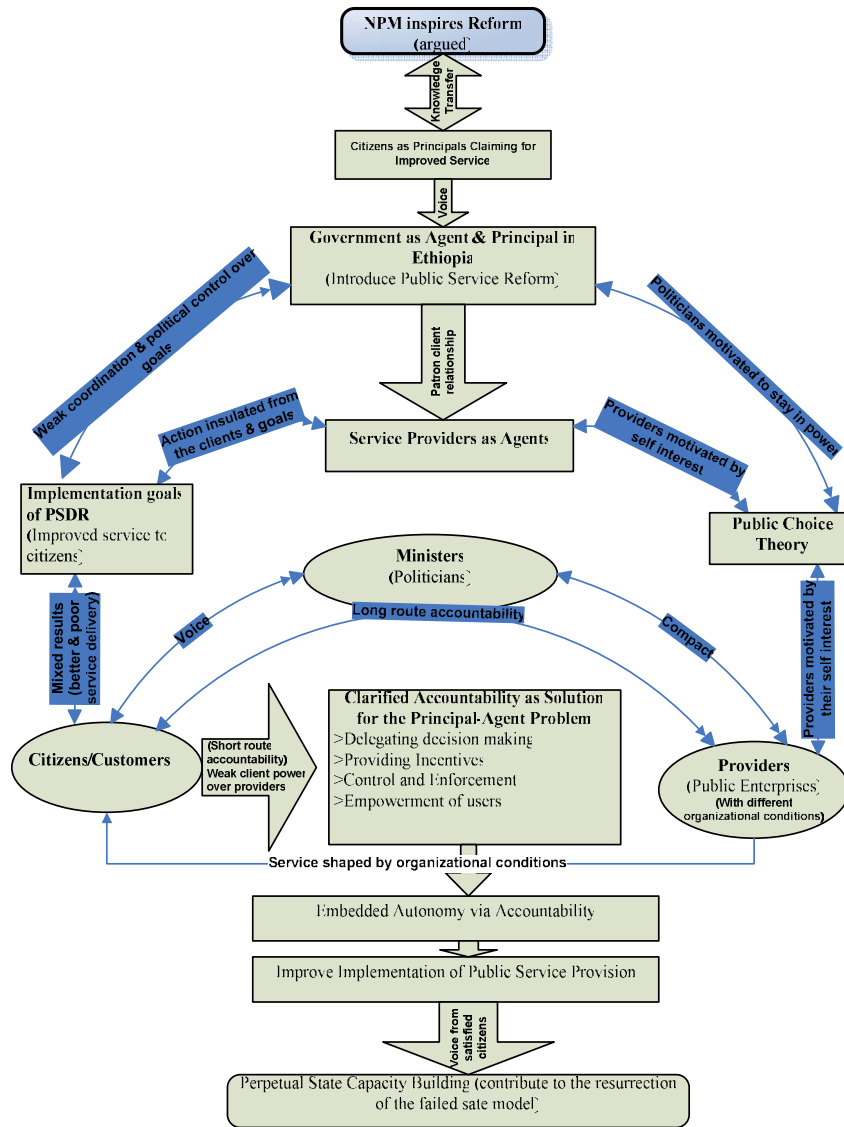 NPM inspires Reform
(argued)
Knowledge
Transfer
Citizens as Principals Claiming for
Improved Service
Voice
Government as Agent & Principal in
Ethiopia
(Introduce Public Service Reform)
Weak coordination & political control over
goals
Politicians motivated to stay in power
Patron client
relationship
Action insulated from
the clients & goals
Service Providers as Agents
Providers motivated by
self interest
Implementation goals
of PSDR
(Improved service to
citizens)
Public Choice
Theory
Ministers
(Politicians)
Mixed results
(better & poor
service delivery)
Voice
Long route accountability
Compact
Providers motivated by
their self interest
Citizens/Customers
(Short route
accountability)
Weak client power
over providers
Clarified Accountability as Solution
for the Principal-Agent Problem
>Delegating decision making
>Providing Incentives
>Control and Enforcement
>Empowerment of users
Providers
(Public Enterprises)
(With different
organizational conditions)
Service shaped by organizational conditions
Embedded Autonomy via Accountability
Improve Implementation of Public Service Provision
Voice from
satisfied
citizens
Perpetual State Capacity Building (contribute to the resurrection
of the failed sate model)